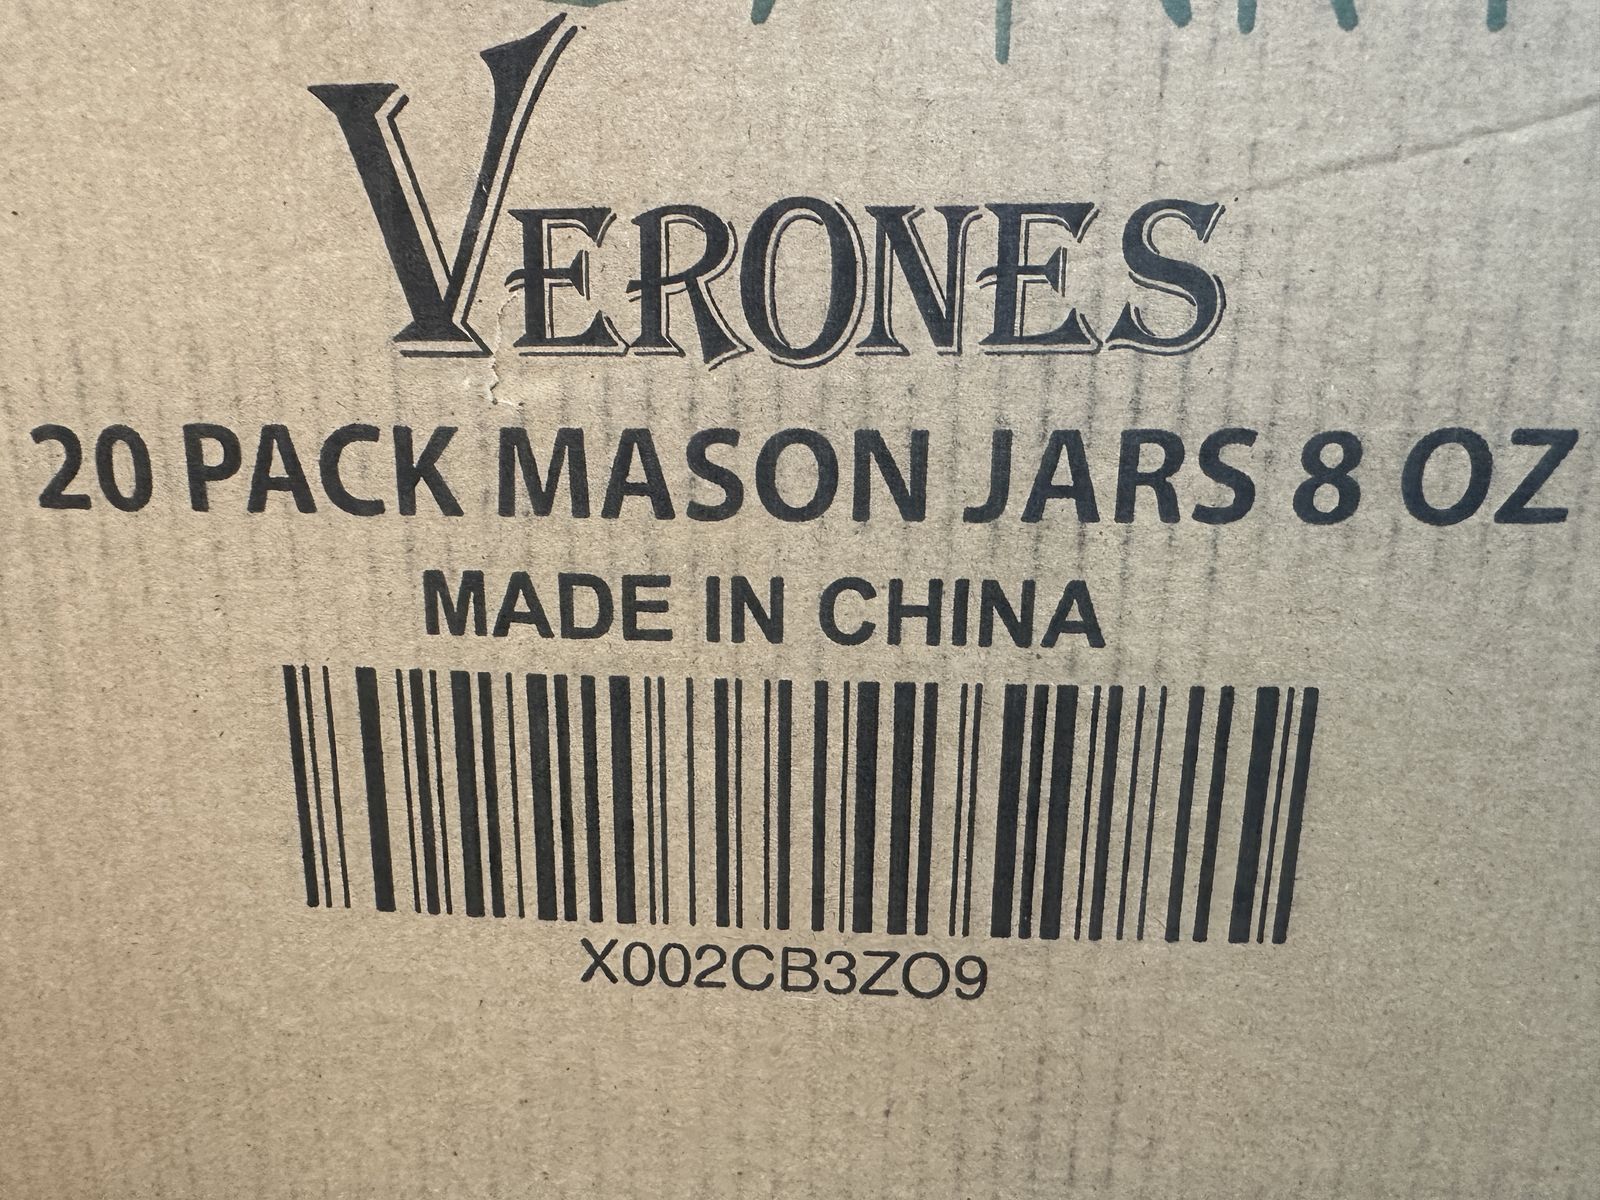 VERONES
20 PACK MASON JARS 8 OZ
MADE IN CHINA
X002CB3ZO9